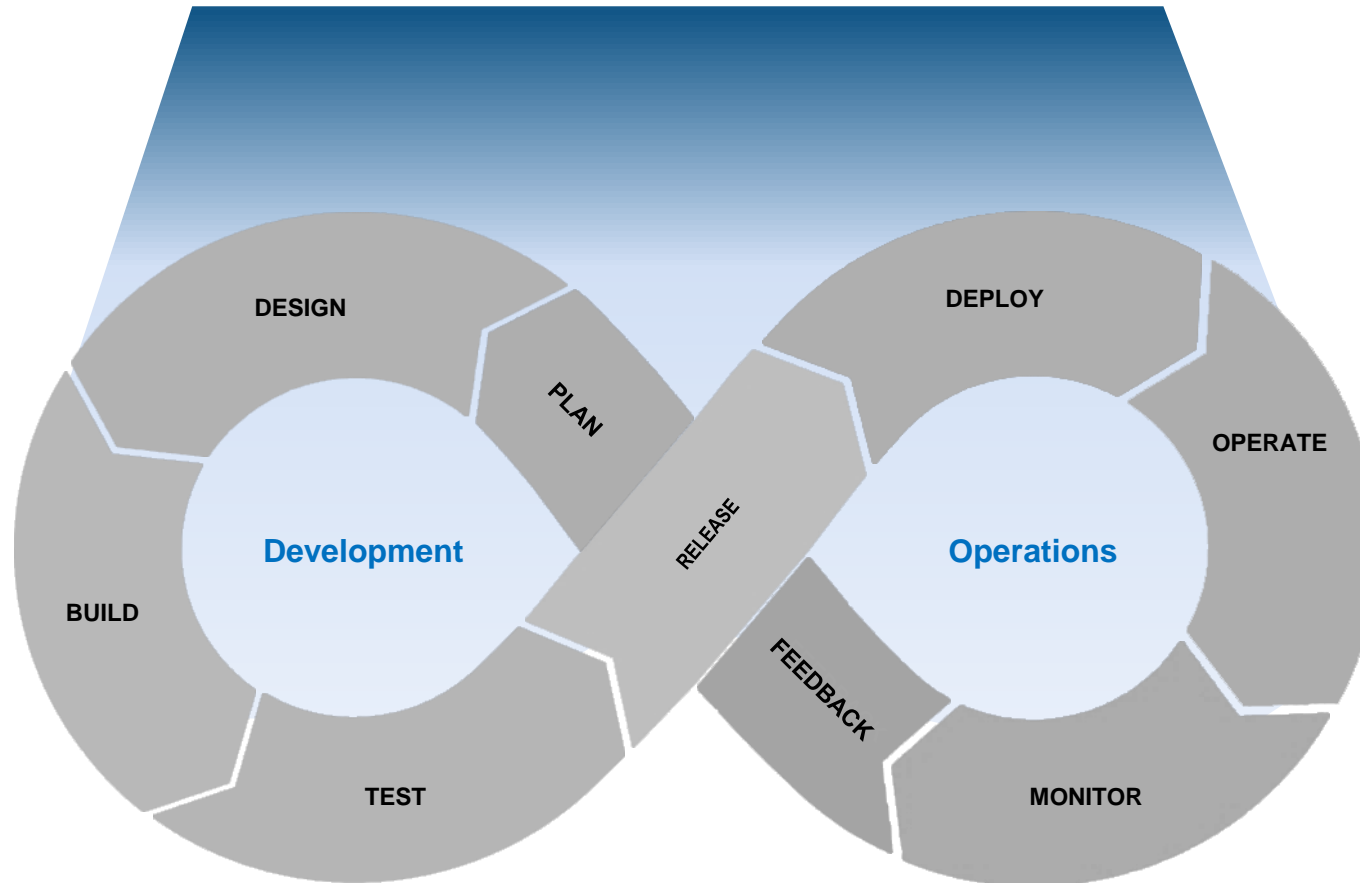 DESIGN
DEPLOY
PLAN
OPERATE
RELEASE
Development
Operations
BUILD
FEEDBACK
TEST
MONITOR